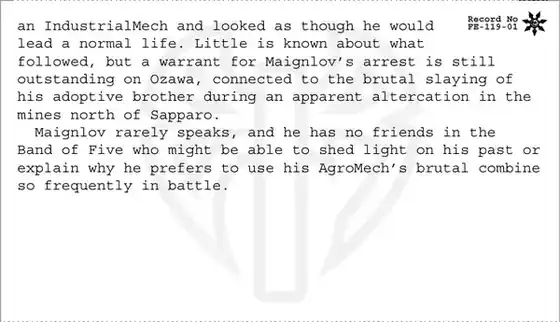 an IndustrialMech and looked as though he would
lead a normal life. Little is known about what
followed, but a warrant for Maignlov’s arrest is still
outstanding on Ozawa, connected to the brutal slaying of
his adoptive brother during an apparent altercation in the
mines north of Sapparo.
Maignlov rarely speaks, and he has no friends in the
Band of Five who might be able to shed light on his past or
explain why he prefers to use his AgroMech’s brutal combine
so frequently in battle.
Record No
FE-119-01